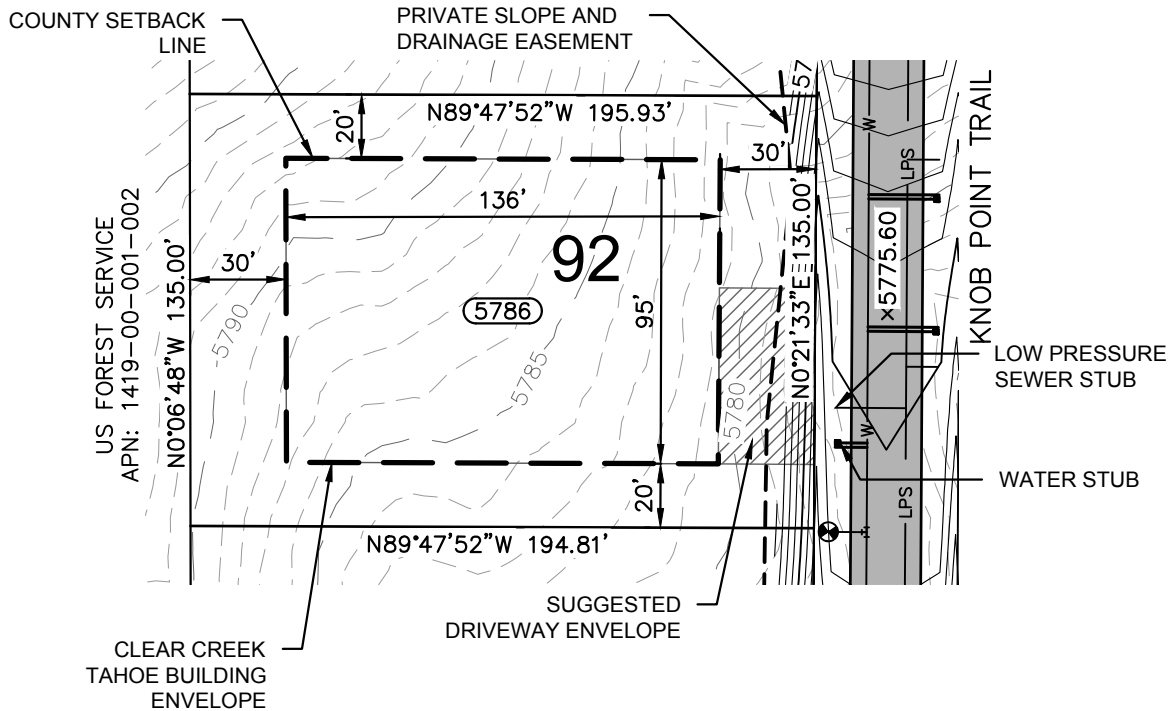 COUNTY SETBACK
LINE
PRIVATE SLOPE AND
DRAINAGE EASEMENT
N89°47'52"W 195.93'
20'
30'
136'
92
5786
95'
30'
5790
5785
5780
US FOREST SERVICE
APN: 1419-00-001-002
N0°06'48"W 135.00'
N0°21'33"E 135.00'
57
W
LPS
x5775.60
KNOB POINT TRAIL
LOW PRESSURE
SEWER STUB
W
WATER STUB
LPS
20'
N89°47'52"W 194.81'
SUGGESTED
DRIVEWAY ENVELOPE
CLEAR CREEK
TAHOE BUILDING
ENVELOPE